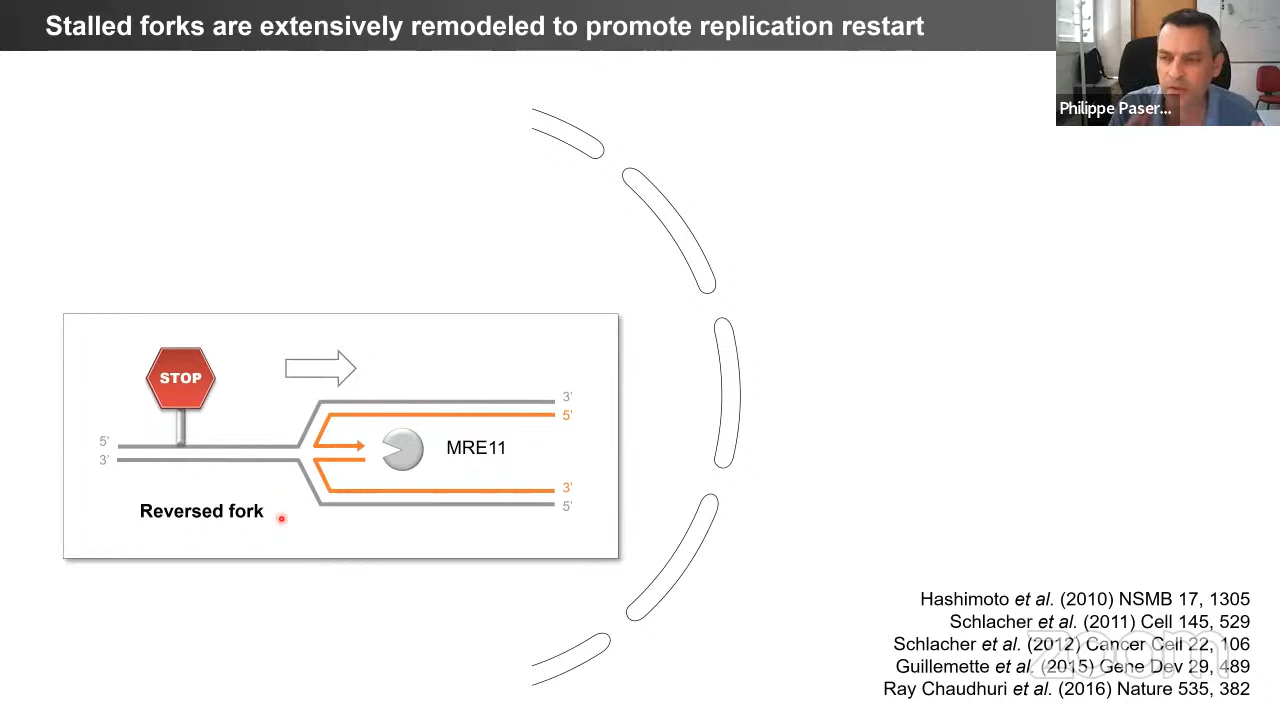 Stalled forks are extensively remodeled to promote replication restart
Philippe Paser...
STOP
3’
5’
5’
3’
MRE11
3’
5’
Reversed fork
Hashimoto et al. (2010) NSMB 17, 1305
Schlacher et al. (2011) Cell 145, 529
Schlacher et al. (2012) Cancer Cell 22, 106
Guillemette et al. (2015) Gene Dev 29, 489
Ray Chaudhuri et al. (2016) Nature 535, 382
zoom